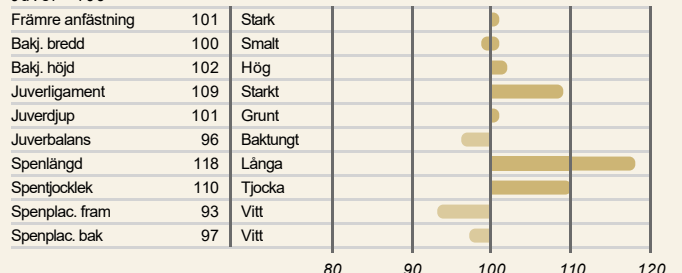 Främre anfästning 101 Stark
Bakj. bredd 100 Smalt
Bakj. höjd 102 Hög
Juverligament 109 Starkt
Juverdjup 101 Grunt
Juverbalans 96 Baktungt
Spenlängd 118 Långa
Spentjocklek 110 Tjocka
Spenplac. fram 93 Vitt
Spenplac. bak 97 Vitt
80 90 100 110 120